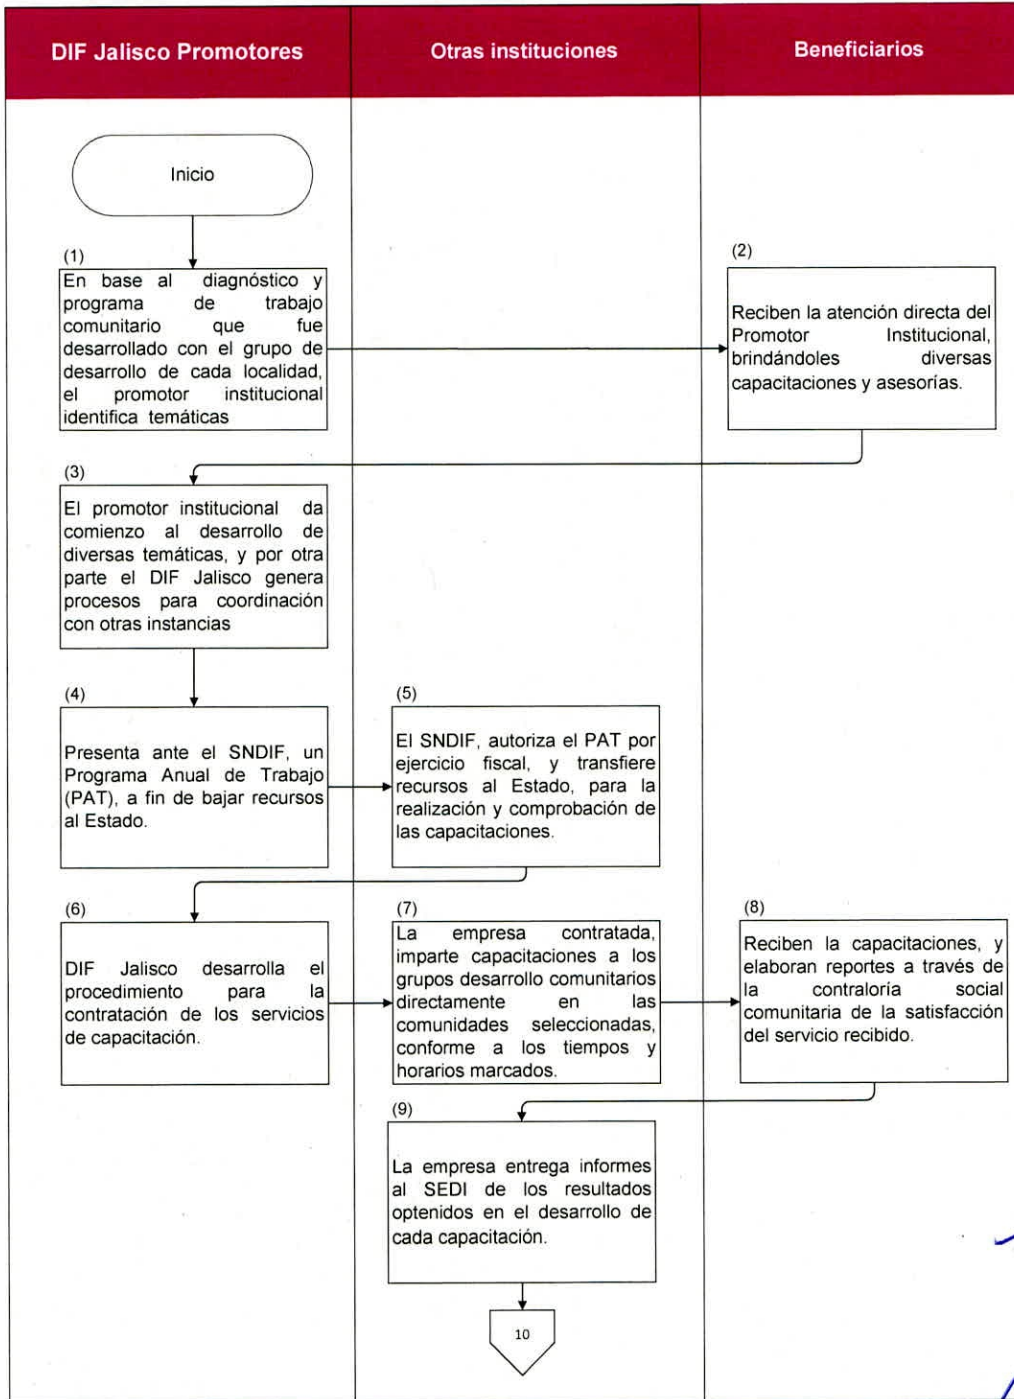 DIF Jalisco Promotores
Otras instituciones
Beneficiarios
Inicio
(1)
En base al diagnóstico y
programa de trabajo
comunitario que fue
desarrollado con el grupo de
desarrollo de cada localidad,
el promotor institucional
identifica temáticas
(2)
Reciben la atención directa del
Promotor Institucional,
brindándoles diversas
capacitaciones y asesorías.
(3)
El promotor institucional da
comienzo al desarrollo de
diversas temáticas, y por otra
parte el DIF Jalisco genera
procesos para coordinación
con otras instancias
(4)
Presenta ante el SNDIF, un
Programa Anual de Trabajo
(PAT), a fin de bajar recursos
al Estado.
(5)
El SNDIF, autoriza el PAT por
ejercicio fiscal, y transfiere
recursos al Estado, para la
realización y comprobación de
las capacitaciones.
(6)
DIF Jalisco desarrolla el
procedimiento para la
contratación de los servicios
de capacitación.
(7)
La empresa contratada,
imparte capacitaciones a los
grupos desarrollo comunitarios
directamente en las
comunidades seleccionadas,
conforme a los tiempos y
horarios marcados.
(8)
Reciben la capacitaciones, y
elaboran reportes a través de
la contraloría social
comunitaria de la satisfacción
del servicio recibido.
(9)
La empresa entrega informes
al SEDI de los resultados
optenidos en el desarrollo de
cada capacitación.
10